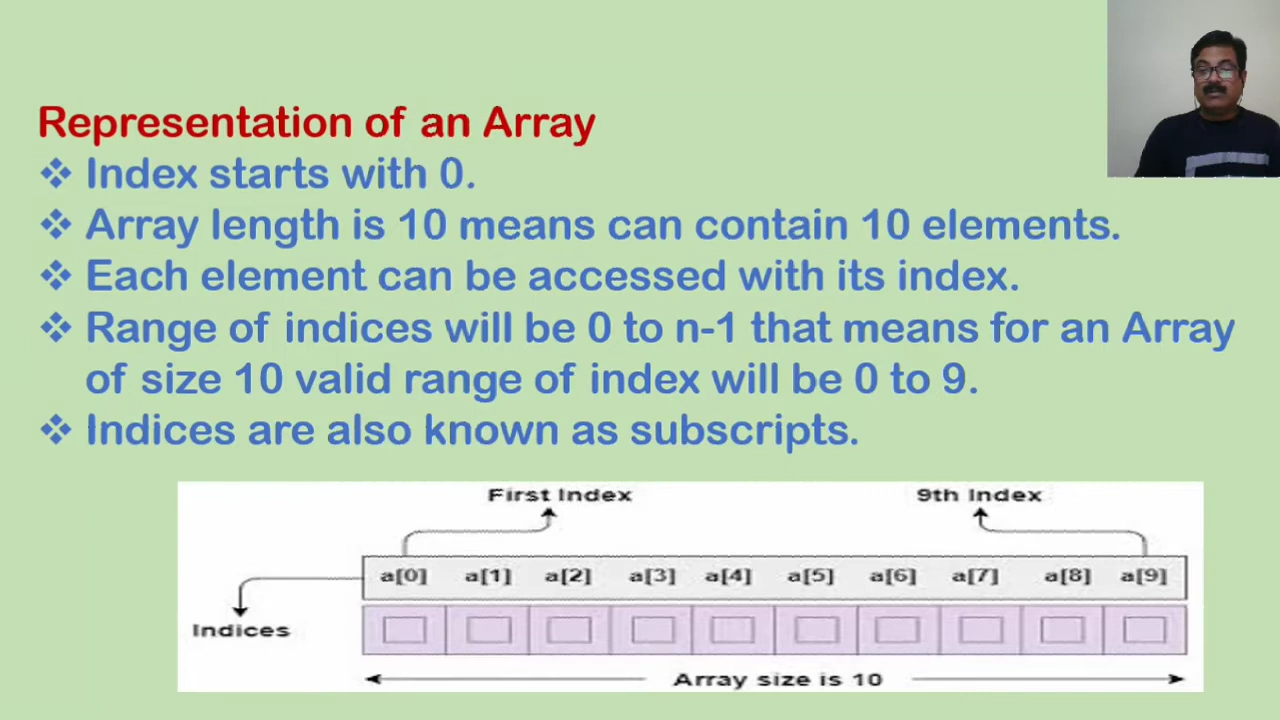 Representation of an Array
❖ Index starts with 0.
❖ Array length is 10 means can contain 10 elements.
❖ Each element can be accessed with its index.
❖ Range of indices will be 0 to n-1 that means for an Array
of size 10 valid range of index will be 0 to 9.
❖ Indices are also known as subscripts.
First Index 9th Index
a[0] a[1] a[2] a[3] a[4] a[5] a[6] a[7] a[8] a[9]
Indices
Array size is 10